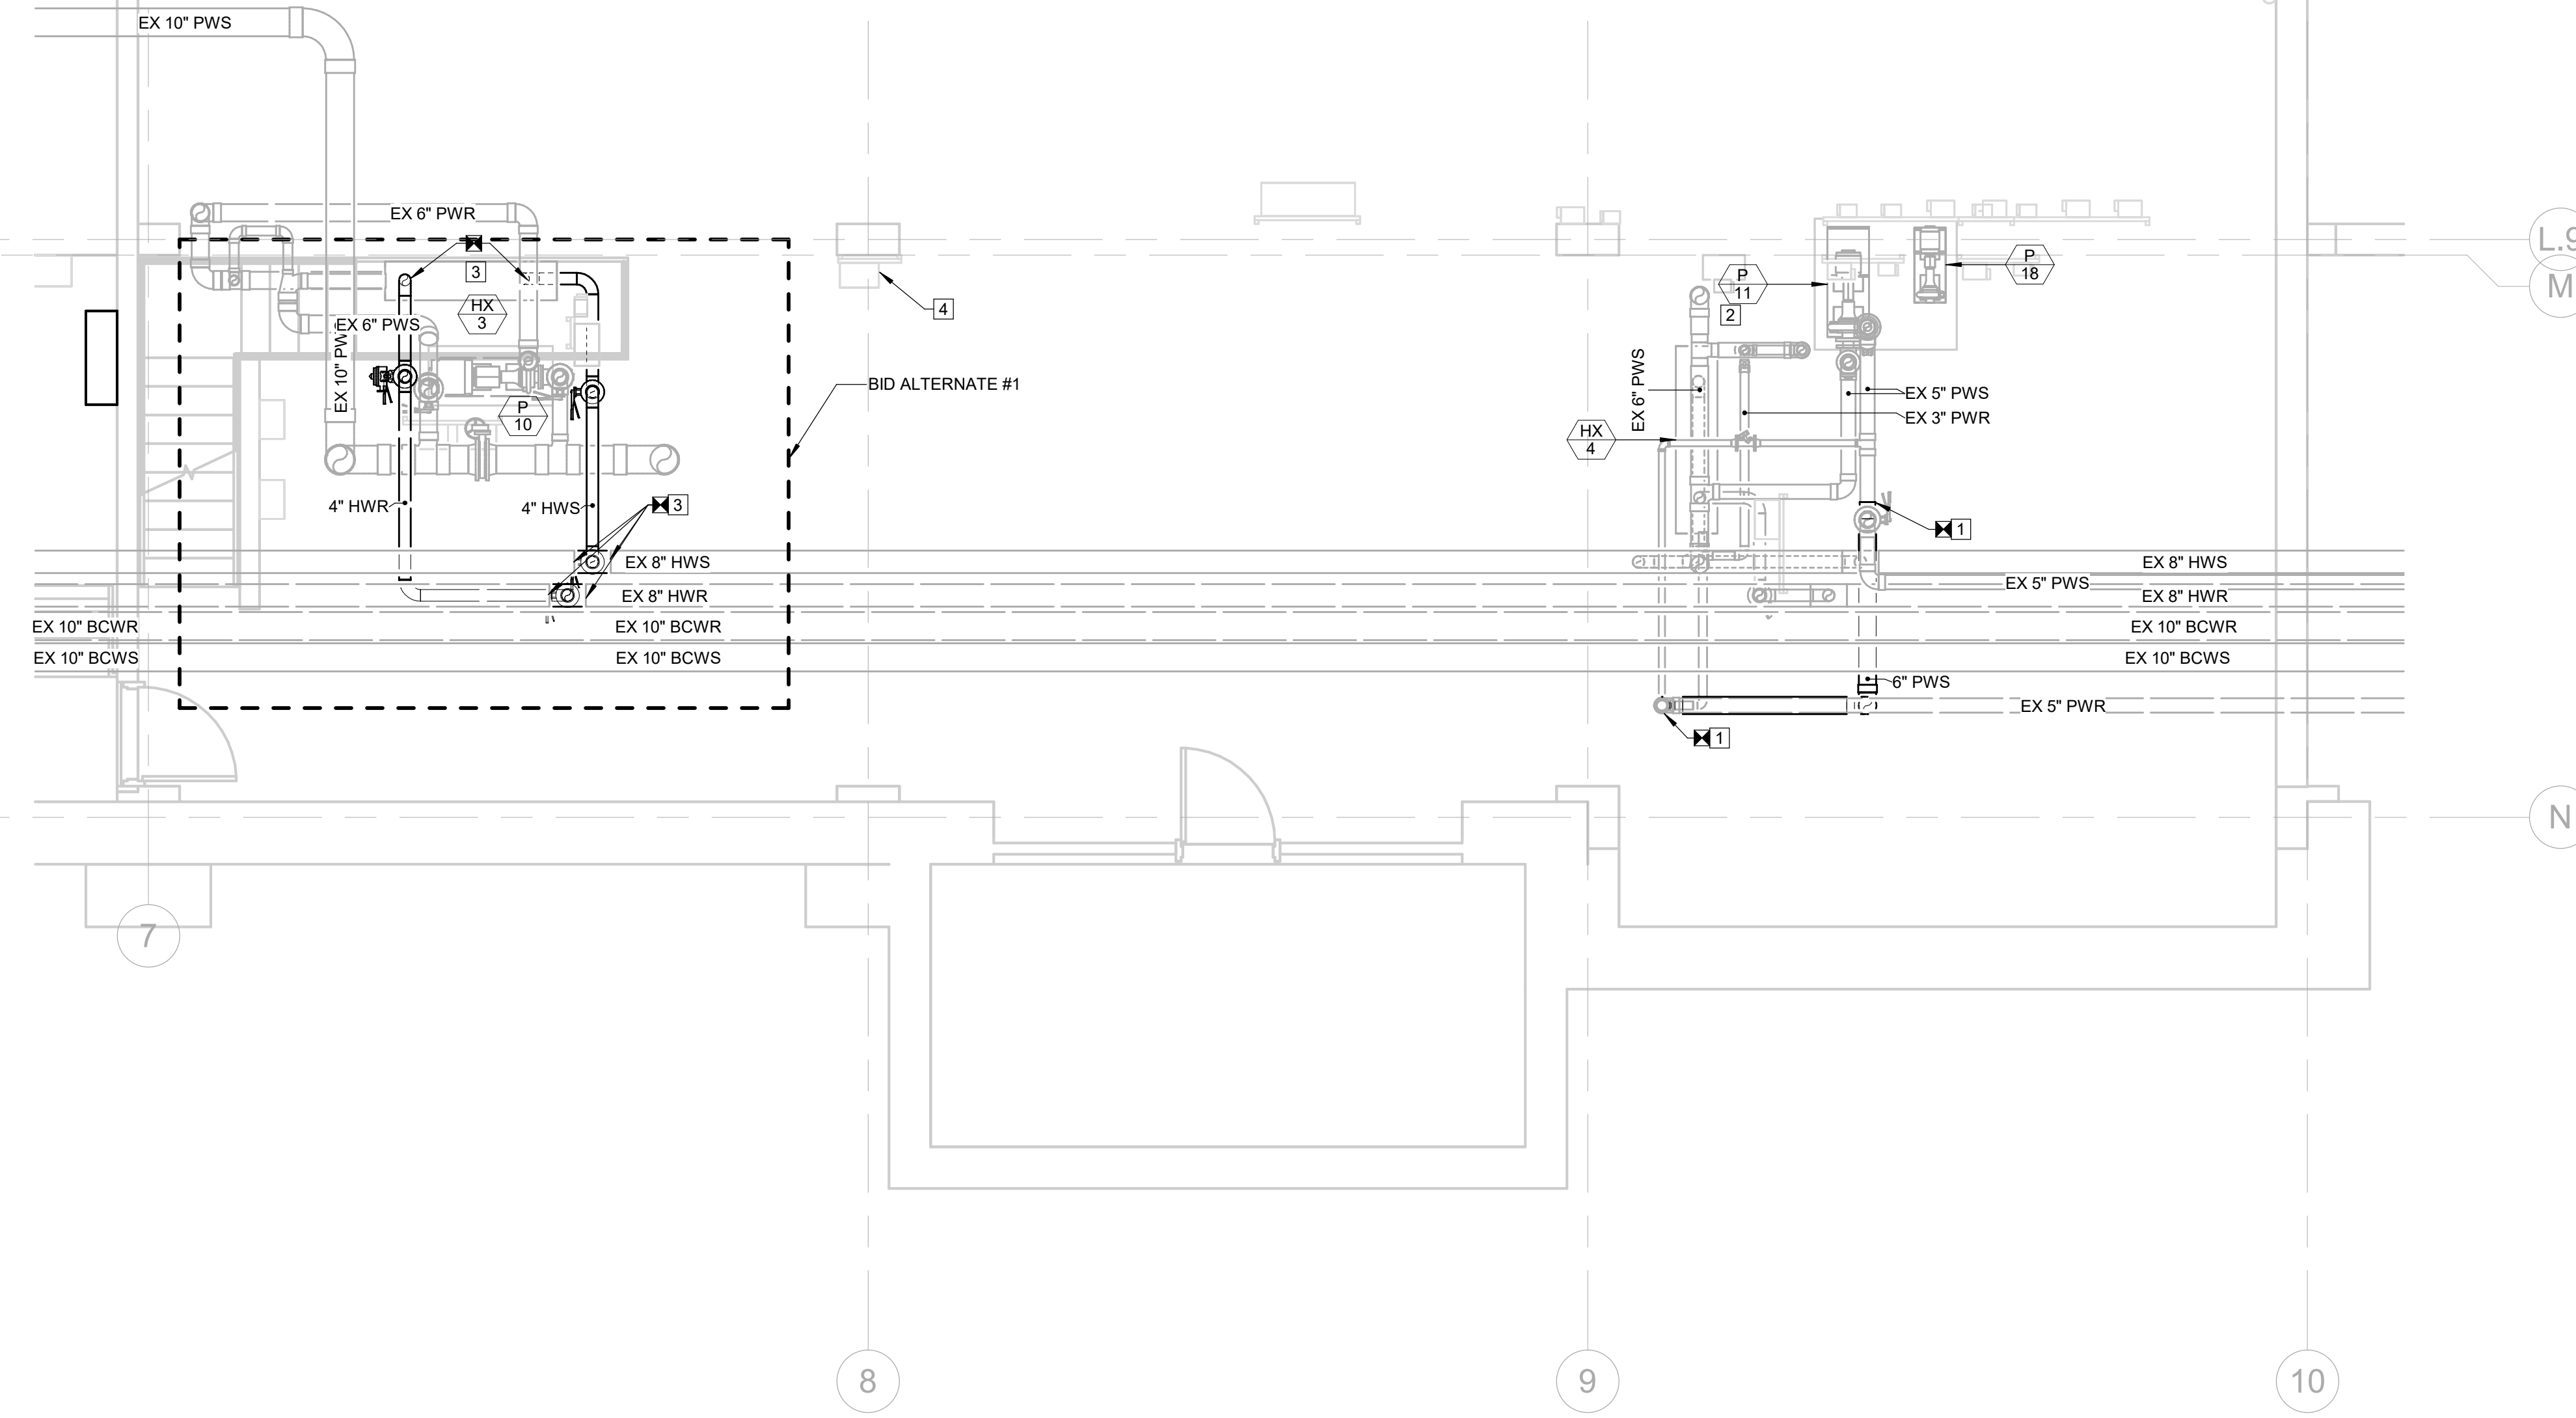 EX 10" PWS
EX 6" PWR
3
HX
3
EX 6" PWS
EX 10" PW
P
10
4" HWR
4" HWS
3
4
BID ALTERNATE #1
P
11
2
P
18
L.9
M
EX 6" PWS
EX 5" PWS
EX 3" PWR
HX
4
1
EX 8" HWS
EX 8" HWS
EX 5" PWS
EX 8" HWR
EX 8" HWR
EX 10" BCWR
EX 10" BCWR
EX 10" BCWR
EX 10" BCWS
EX 10" BCWS
EX 10" BCWS
6" PWS
EX 5" PWR
1
N
7
8
9
10